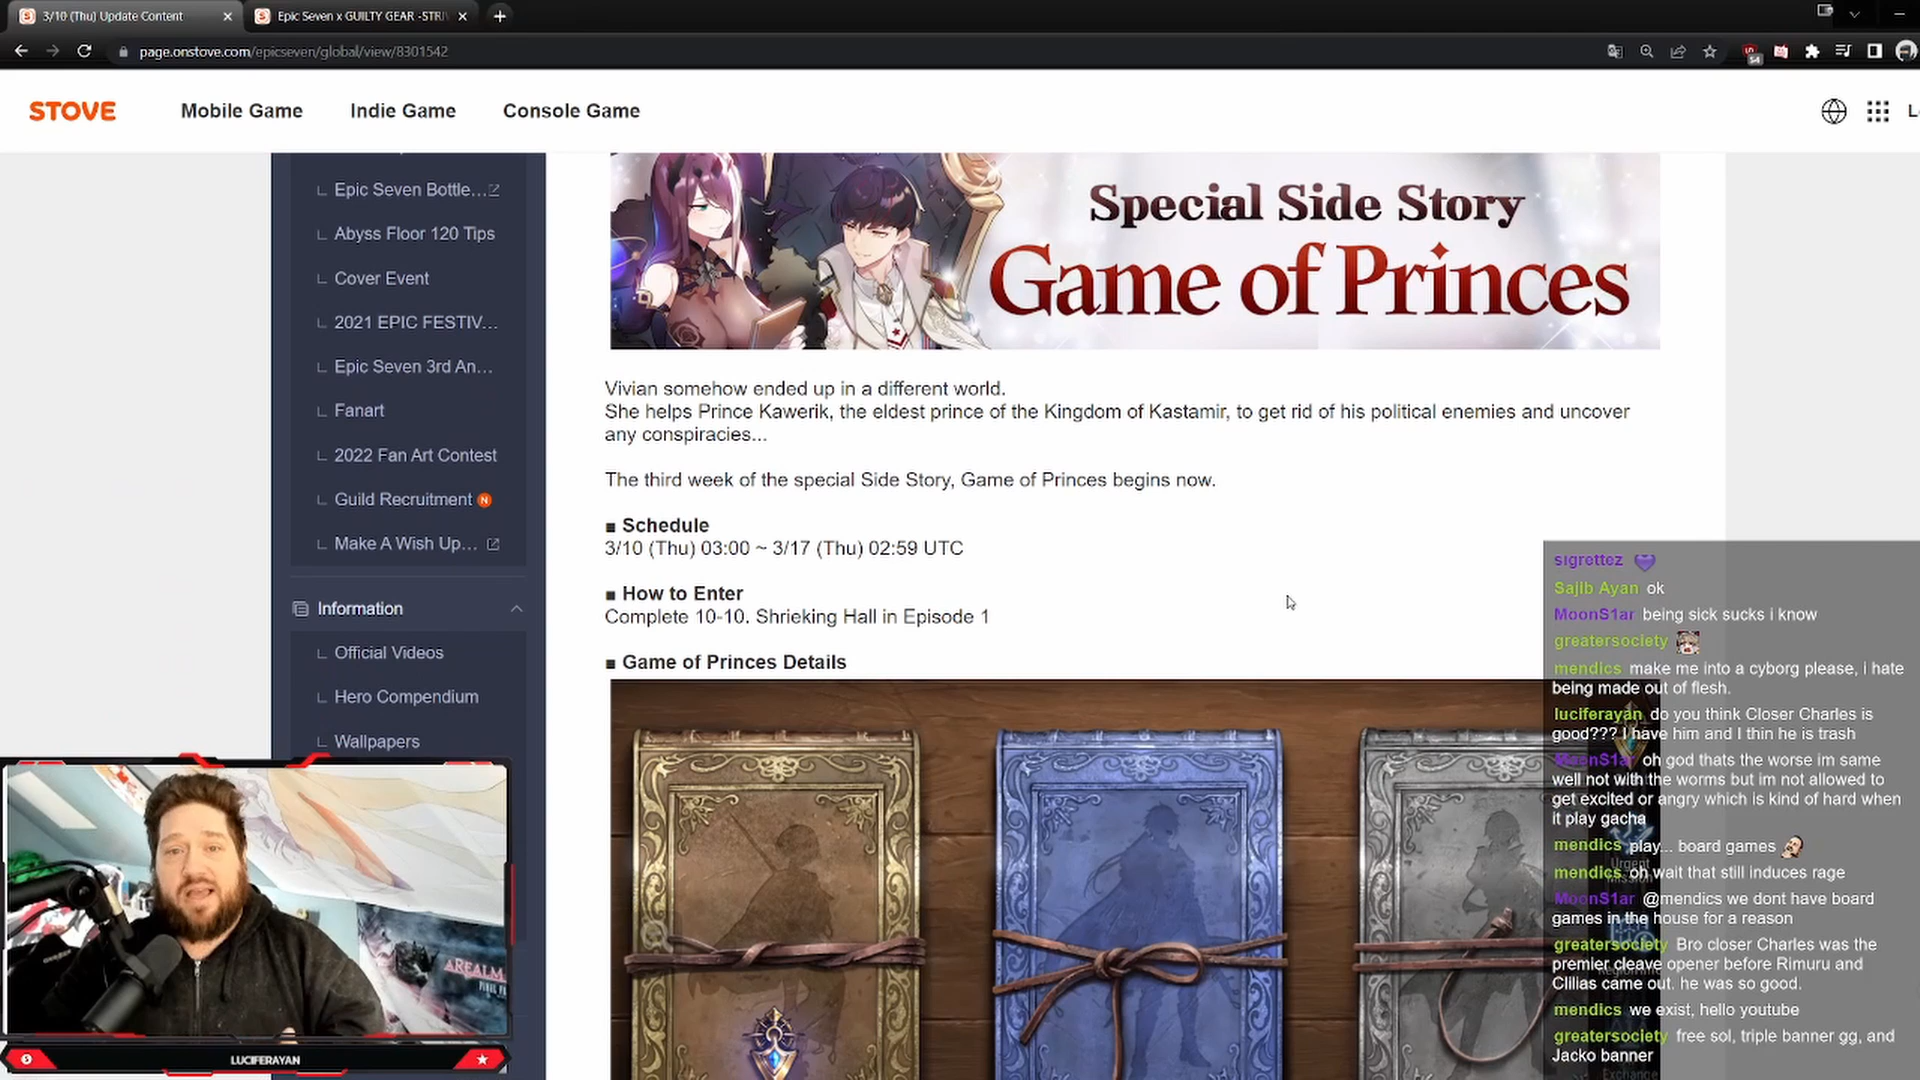 3/10 (Thu) Update Content
Epic Seven x GUILTY GEAR -STRI
page.onstove.com/epicseven/global/view/8301542
54
STOVE
Mobile Game
Indie Game
Console Game
Epic Seven Bottle...
Abyss Floor 120 Tips
Cover Event
2021 EPIC FESTIV...
Epic Seven 3rd An...
Fanart
2022 Fan Art Contest
Guild Recruitment N
Make A Wish Up...
Information
Official Videos
Hero Compendium
Wallpapers
Special Side Story
Game of Princes
Vivian somehow ended up in a different world.
She helps Prince Kawerik, the eldest prince of the Kingdom of Kastamir, to get rid of his political enemies and uncover
any conspiracies...
The third week of the special Side Story, Game of Princes begins now.
■ Schedule
3/10 (Thu) 03:00 ~ 3/17 (Thu) 02:59 UTC
■ How to Enter
Complete 10-10. Shrieking Hall in Episode 1
■ Game of Princes Details
sigrettez
Sajib Ayan ok
MoonS1ar being sick sucks i know
greatersociety
mendics make me into a cyborg please, i hate
being made out of flesh.
luciferayan do you think Closer Charles is
good??? I have him and I thin he is trash
MoonS1ar oh god thats the worse im same
well not with the worms but im not allowed to
get excited or angry which is kind of hard when
it play gacha
mendics play... board games
Urgent
mendics oh wait that still induces rage
MoonS1ar @mendics we dont have board
games in the house for a reason
greatersociety Bro closer Charles was the
premier cleave opener before Rimuru and
Cllias came out. he was so good.
mendics we exist, hello youtube
greatersociety free sol, triple banner gg, and
Jacko banner
Exchange
AREALM
FINAL
LUCIFERAYAN